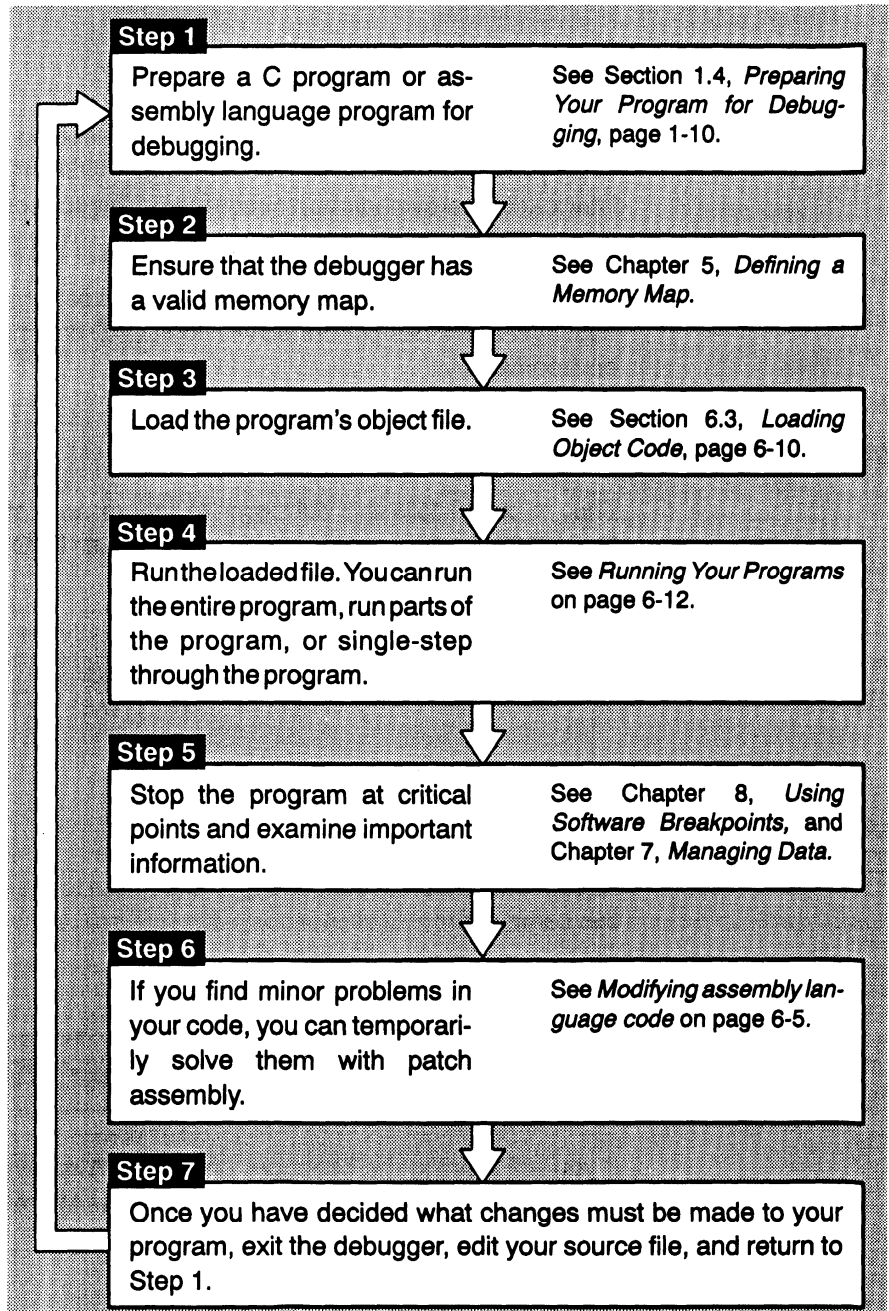 Step 1
Prepare a C program or as-
sembly language program for
debugging.
See Section 1.4, Preparing
Your Program for Debug-
ging, page 1-10.
Step 2
Ensure that the debugger has
a valid memory map.
See Chapter 5, Defining a
Memory Map.
Step 3
Load the program's object file.
See Section 6.3, Loading
Object Code, page 6-10.
Step 4
Run the loaded file. You can run
the entire program, run parts of
the program, or single-step
through the program.
See Running Your Programs
on page 6-12.
Step 5
Stop the program at critical
points and examine important
information.
See Chapter 8, Using
Software Breakpoints, and
Chapter 7, Managing Data.
Step 6
If you find minor problems in
your code, you can temporari-
ly solve them with patch
assembly.
See Modifying assembly lan-
guage code on page 6-5.
Step 7
Once you have decided what changes must be made to your
program, exit the debugger, edit your source file, and return to
Step 1.